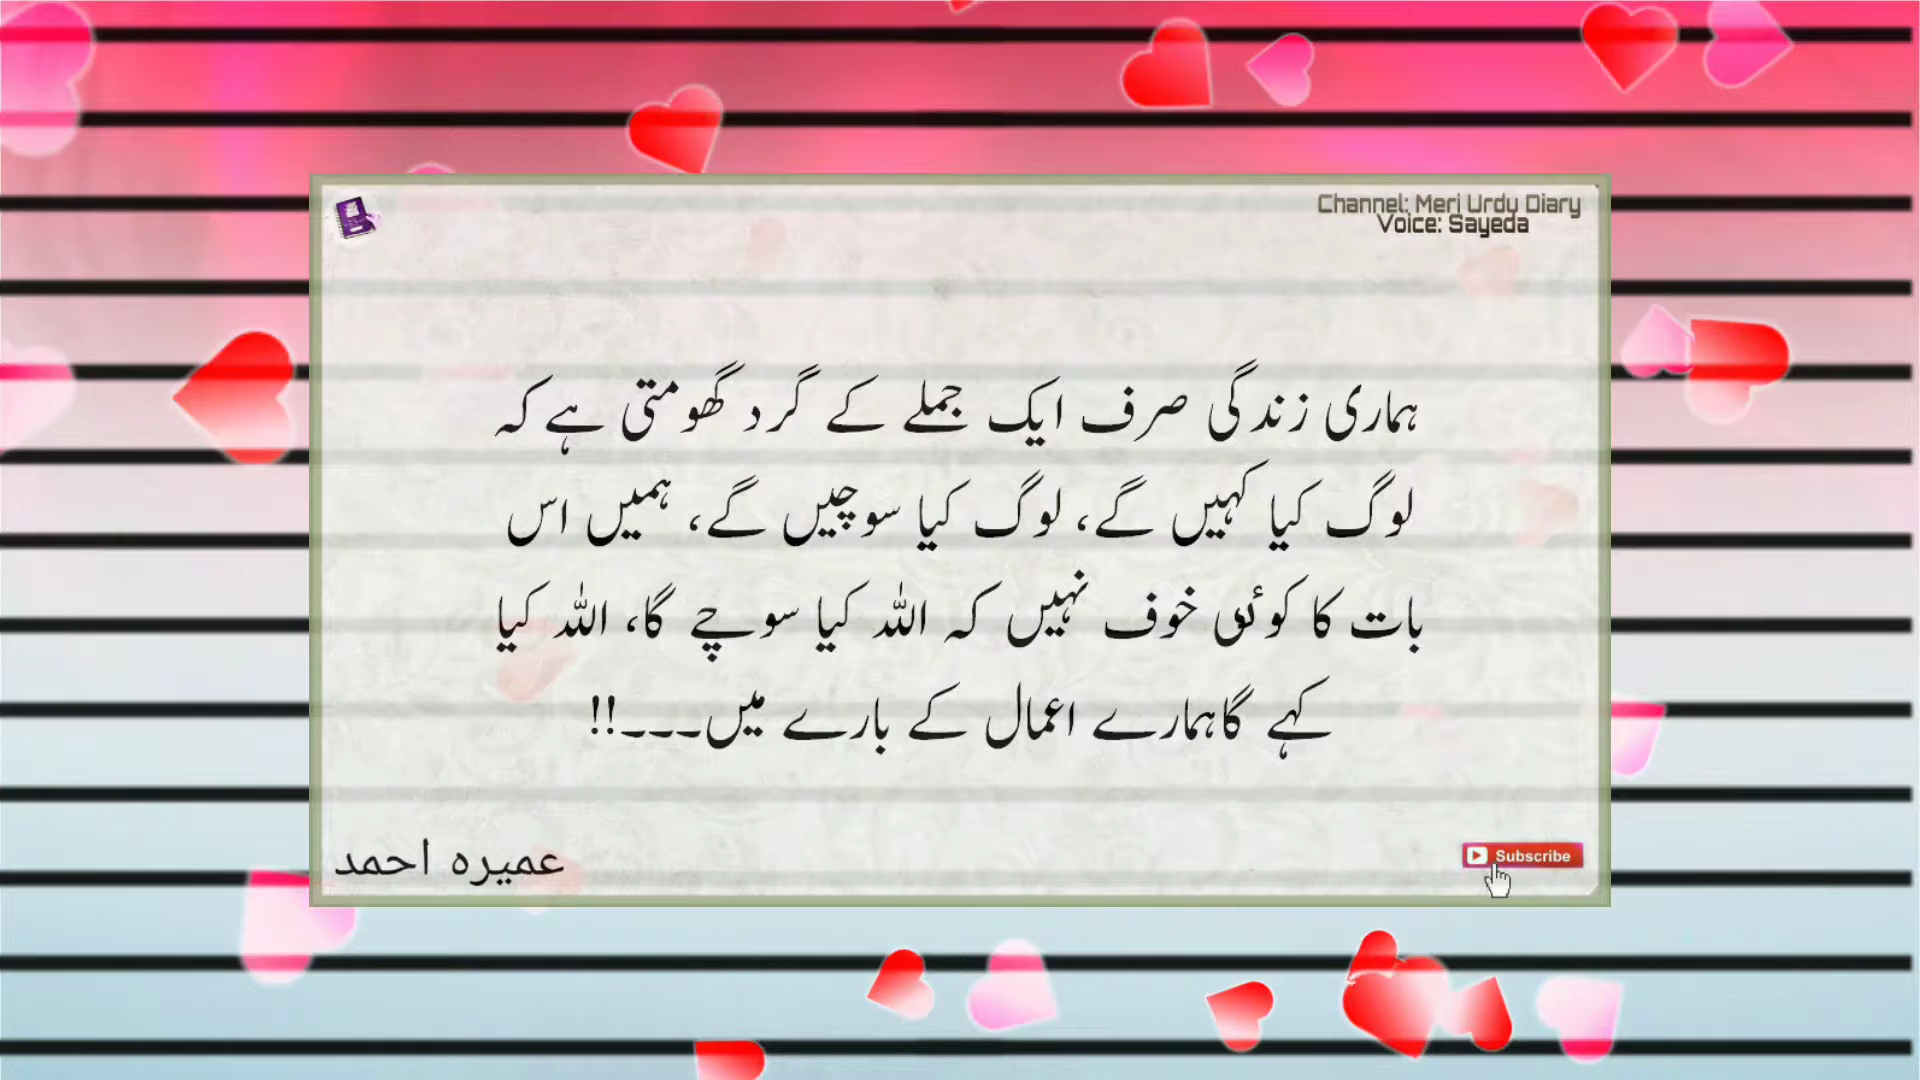 Channel: Meri Urdu Diary
Voice: Sayeda
ہماری زندگی صرف ایک جملے کے گرد گھومتی ہے کہ
لوگ کیا کہیں گے، لوگ کیا سوچیں گے، ہمیں اس
بات کا کوئی خوف نہیں کہ اللہ کیا سوچے گا، اللہ کیا
کہے گاہمارے اعمال کے بارے میں۔۔۔!!
عمیرہ احمد
Subscribe